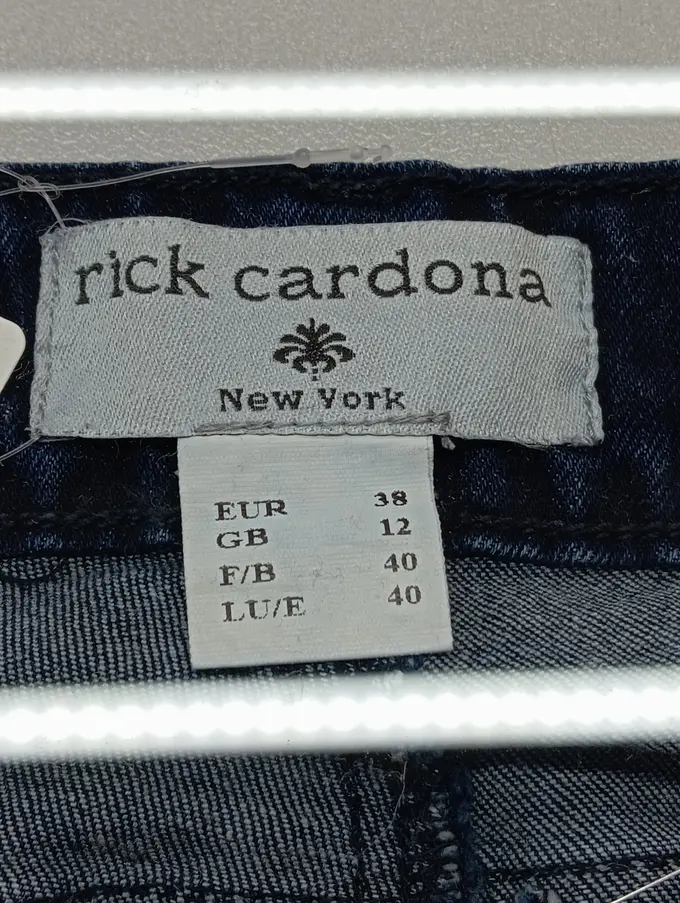 rick cardona
New York
EUR 38
GB 12
F/B 40
LU/E 40